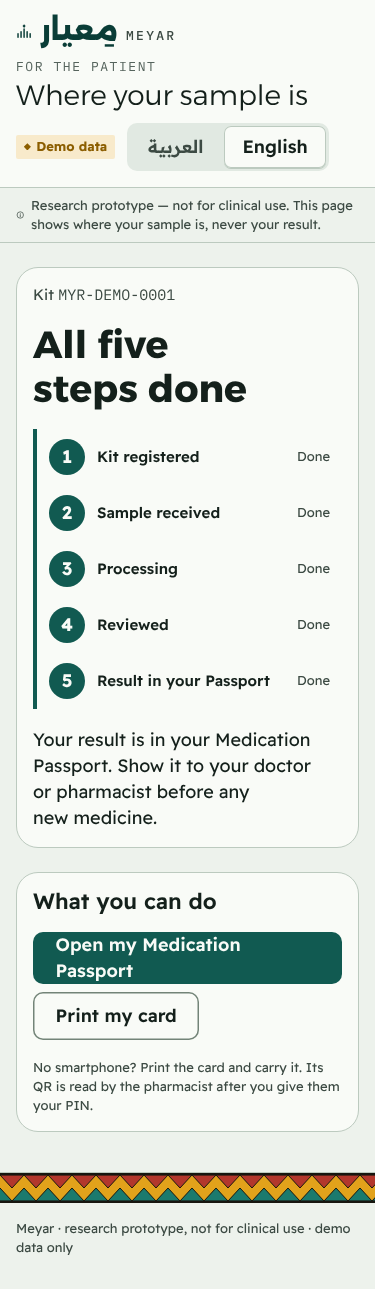 معيار MEYAR
FOR THE PATIENT
Where your sample is
Demo data
العربية
English
Research prototype — not for clinical use. This page
shows where your sample is, never your result.
Kit MYR-DEMO-0001
All five
steps done
1 Kit registered Done
2 Sample received Done
3 Processing Done
4 Reviewed Done
5 Result in your Passport Done
Your result is in your Medication
Passport. Show it to your doctor
or pharmacist before any
new medicine.
What you can do
Open my Medication
Passport
Print my card
No smartphone? Print the card and carry it. Its
QR is read by the pharmacist after you give them
your PIN.
Meyar · research prototype, not for clinical use · demo
data only